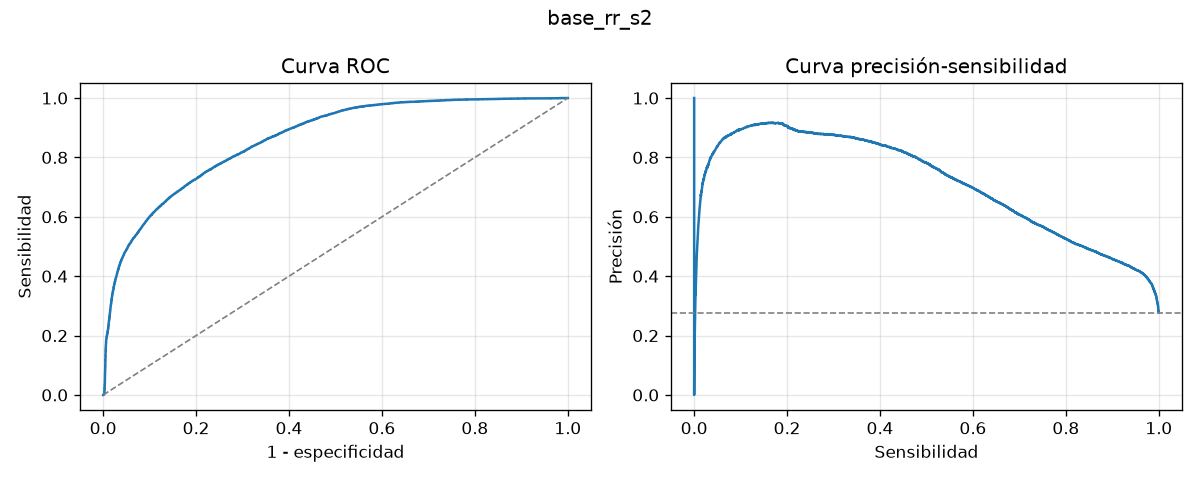 base_rr_s2
Curva ROC
Sensibilidad
1.0
0.8
0.6
0.4
0.2
0.0
0.0 0.2 0.4 0.6 0.8 1.0
1 - especificidad
Curva precisión-sensibilidad
Precisión
1.0
0.8
0.6
0.4
0.2
0.0
0.0 0.2 0.4 0.6 0.8 1.0
Sensibilidad